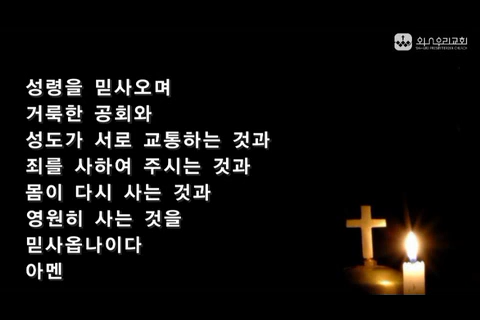 성령을 믿사오며
거룩한 공회와
성도가 서로 교통하는 것과
죄를 사하여 주시는 것과
몸이 다시 사는 것과
영원히 사는 것을
믿사옵나이다
아멘